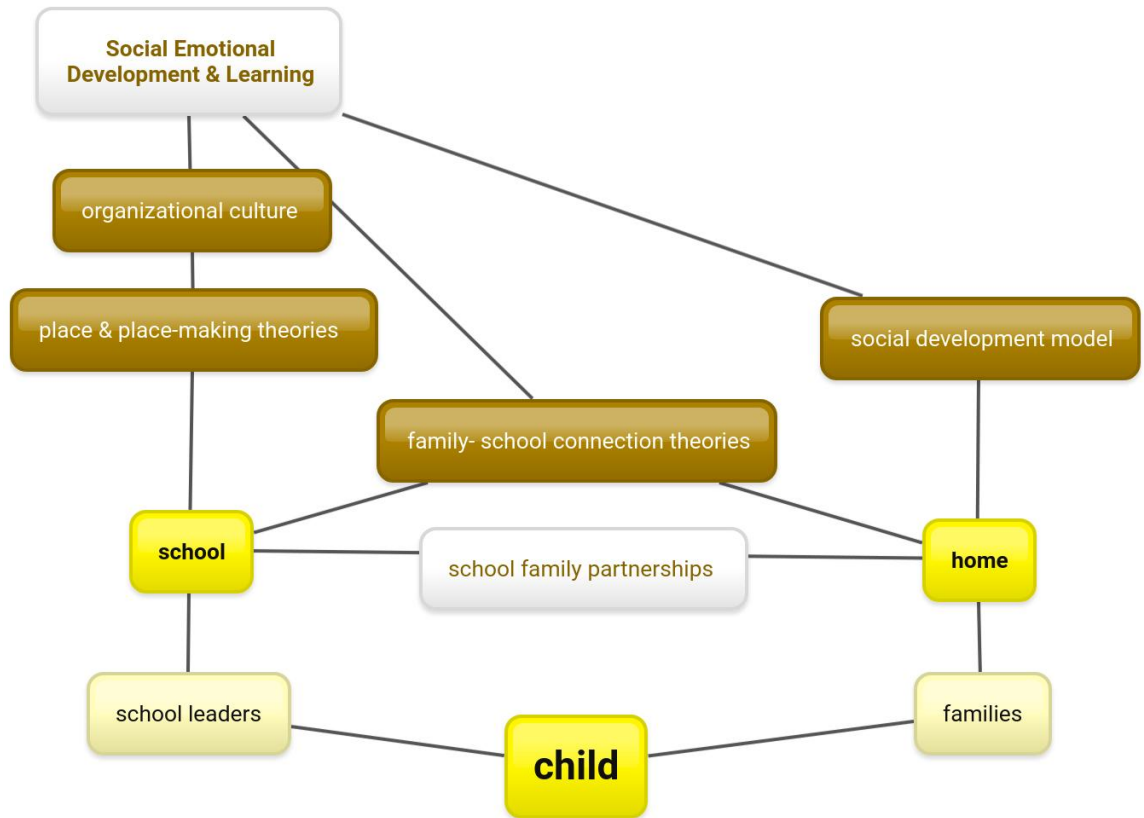 Social Emotional
Development & Learning
organizational culture
place & place-making theories
social development model
family- school connection theories
school
school family partnerships
home
school leaders
families
child